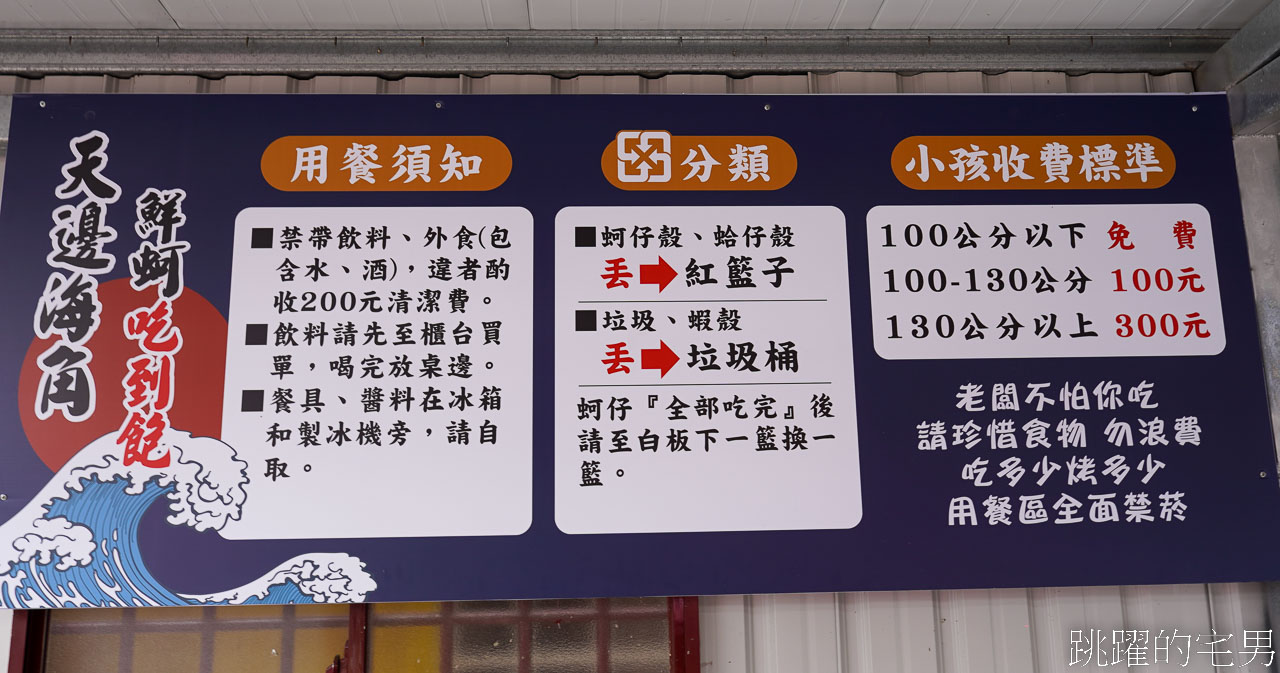 天邊海角
鮮蚵吃到飽
用餐須知
■禁帶飲料、外食(包
含水、酒)，違者酌
收200元清潔費。
■飲料請先至櫃台買
單，喝完放桌邊。
■餐具、醬料在冰箱
和製冰機旁，請自
取。
分類
■蚵仔殼、蛤仔殼
丟➡紅籃子
■垃圾、蝦殼
丟➡垃圾桶
蚵仔『全部吃完』後
請至白板下一籃換一
籃。
小孩收費標準
100公分以下 免 費
100-130公分 100元
130公分以上 300元
老闆不怕你吃
請珍惜食物 勿浪費
吃多少烤多少
用餐區全面禁菸
跳躍的宅男